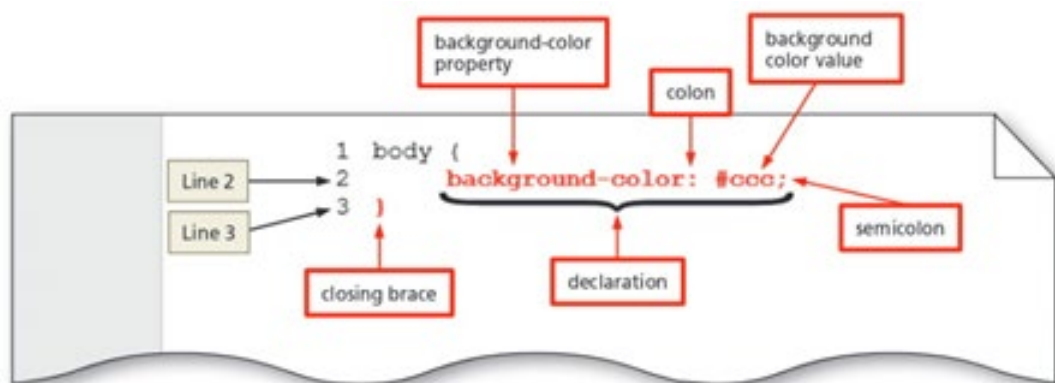 background-color
property
background
color value
colon
1 body {
Line 2
2 background-color: #ccc;
Line 3
3 }
semicolon
closing brace
declaration